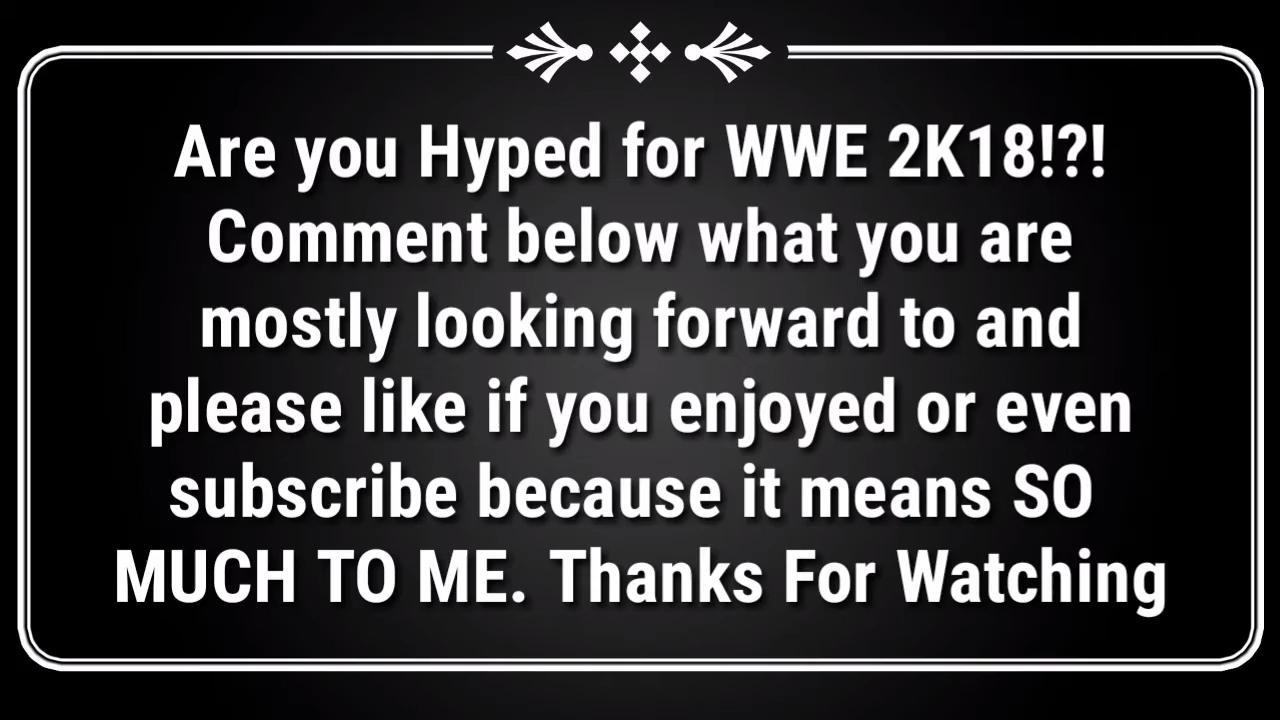 Are you Hyped for WWE 2K18!?!
Comment below what you are
mostly looking forward to and
please like if you enjoyed or even
subscribe because it means SO
MUCH TO ME. Thanks For Watching